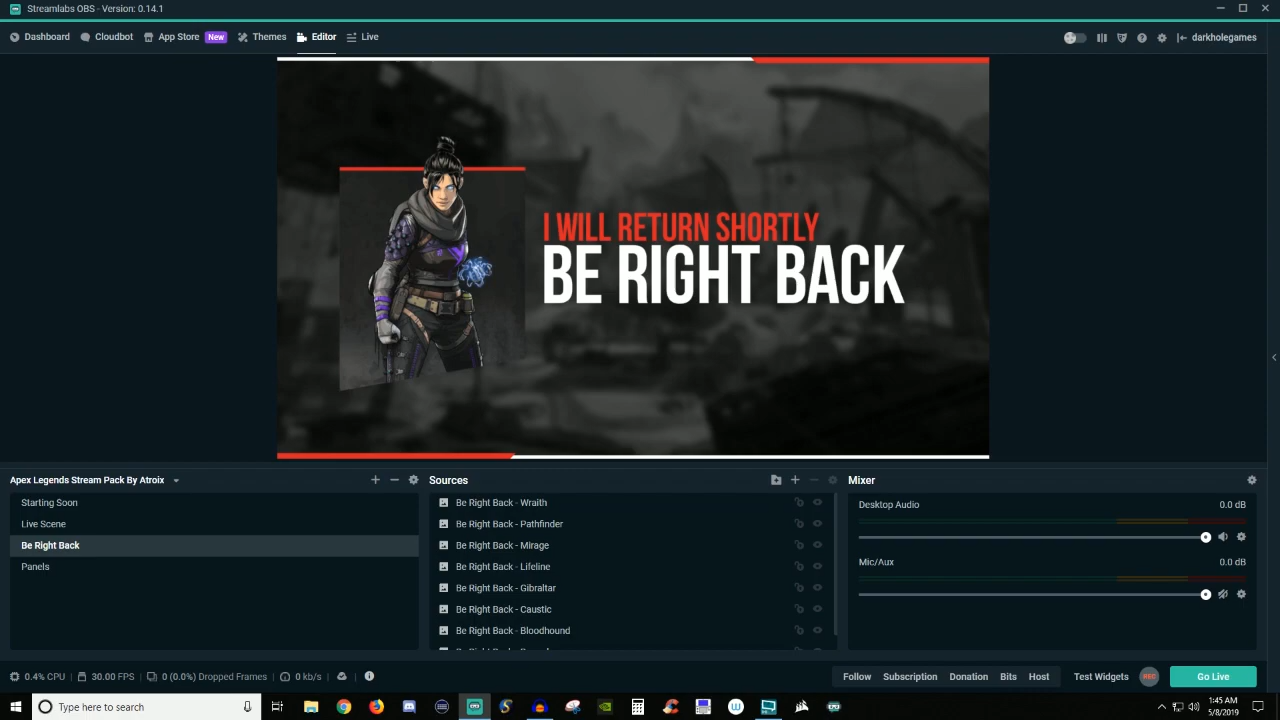 Streamlabs OBS - Version: 0.14.1
Dashboard Cloudbot App Store New Themes Editor Live darkholegames
I WILL RETURN SHORTLY
BE RIGHT BACK
Apex Legends Stream Pack By Atroix
Starting Soon
Live Scene
Be Right Back
Panels
Sources
Be Right Back - Wraith
Be Right Back - Pathfinder
Be Right Back - Mirage
Be Right Back - Lifeline
Be Right Back - Gibraltar
Be Right Back - Caustic
Be Right Back - Bloodhound
Mixer
Desktop Audio 0.0 dB
Mic/Aux 0.0 dB
0.4% CPU 30.00 FPS 0 (0.0%) Dropped Frames 0 kb/s
Follow Subscription Donation Bits Host Test Widgets REC Go Live
Type here to search
1:45 AM
5/8/2019